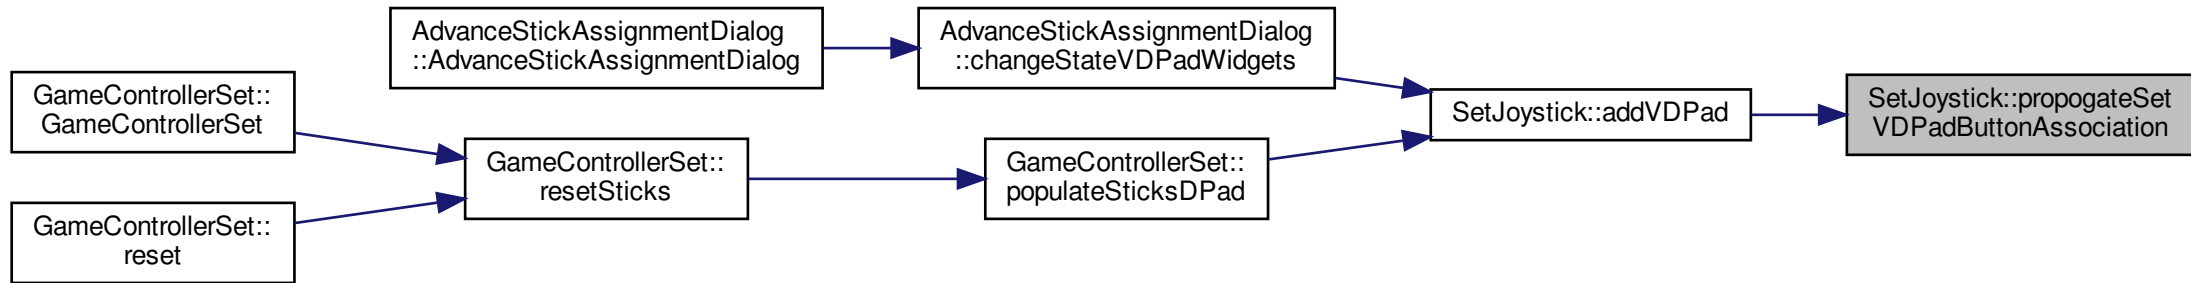 AdvanceStickAssignmentDialog
::AdvanceStickAssignmentDialog
AdvanceStickAssignmentDialog
::changeStateVDPadWidgets
GameControllerSet::
GameControllerSet
SetJoystick::addVDPad
SetJoystick::propogateSet
VDPadButtonAssociation
GameControllerSet::
resetSticks
GameControllerSet::
populateSticksDPad
GameControllerSet::
reset